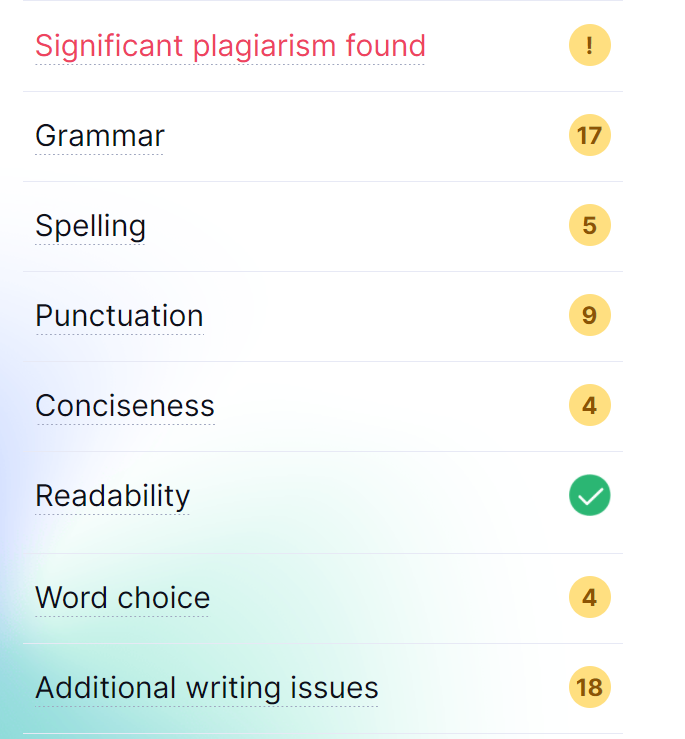 Significant plagiarism found !
Grammar 17
Spelling 5
Punctuation 9
Conciseness 4
Readability
Word choice 4
Additional writing issues 18